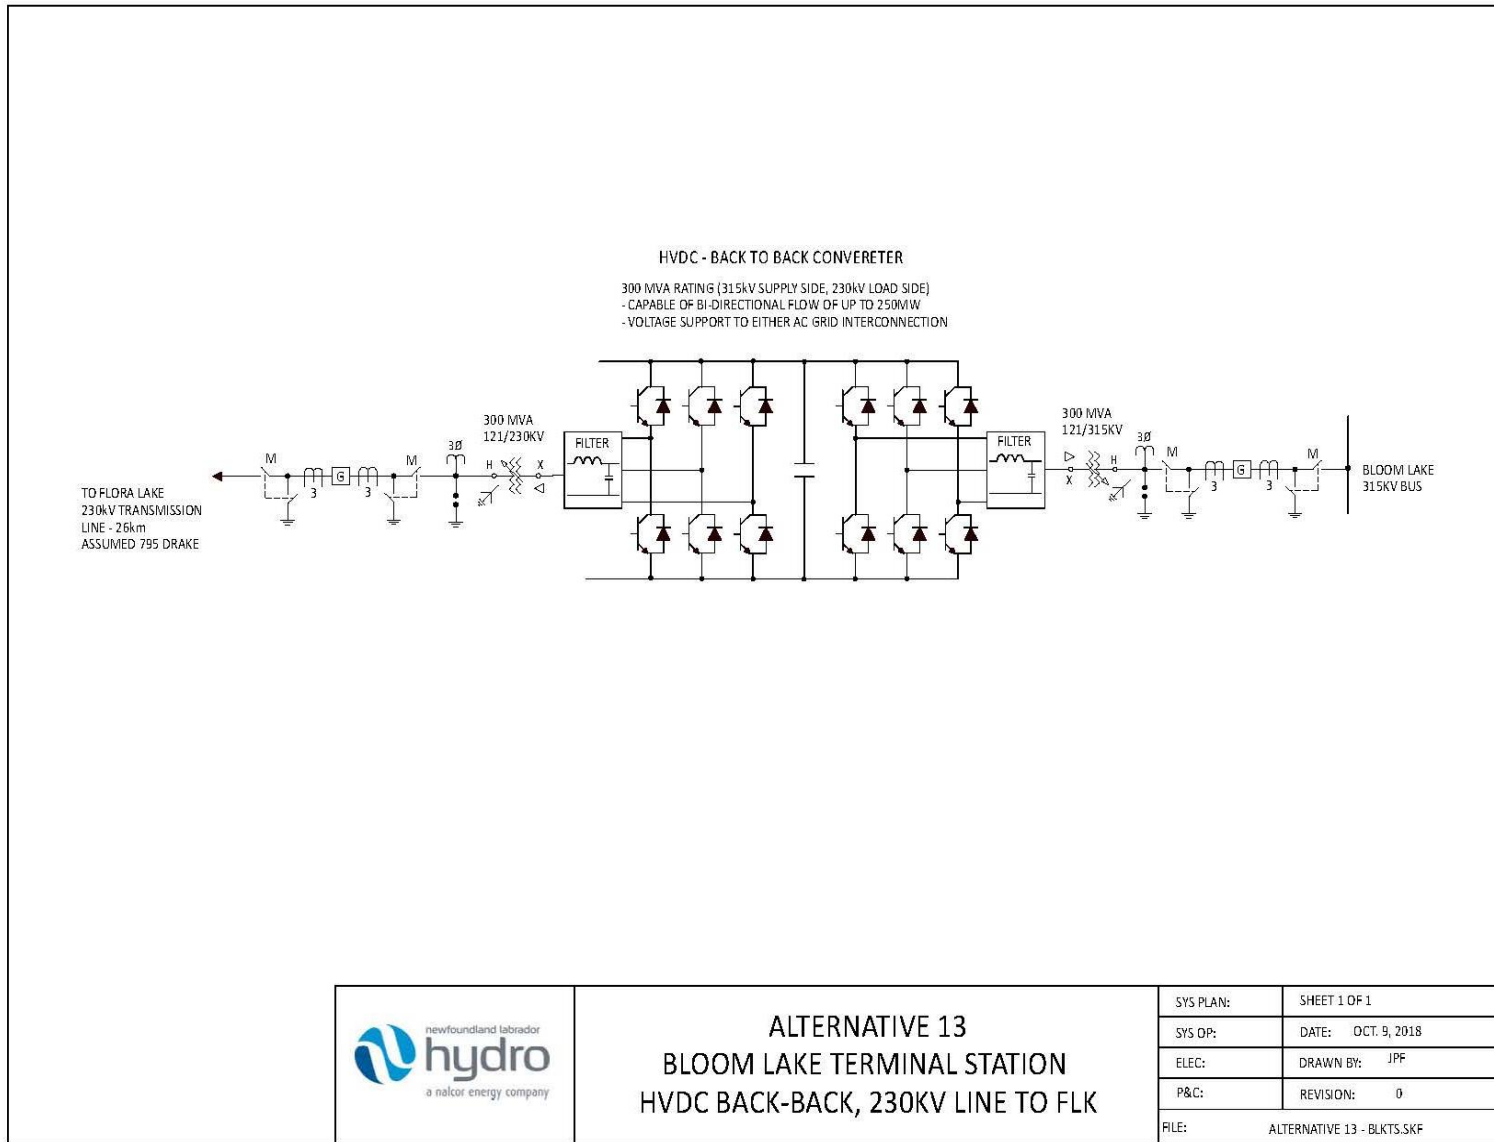 HVDC - BACK TO BACK CONVERETER
300 MVA RATING (315kV SUPPLY SIDE, 230kV LOAD SIDE)
- CAPABLE OF BI-DIRECTIONAL FLOW OF UP TO 250MW
- VOLTAGE SUPPORT TO EITHER AC GRID INTERCONNECTION
TO FLORA LAKE
230kV TRANSMISSION
LINE - 26km
ASSUMED 795 DRAKE
M
3
G
3
M
3Ø
300 MVA
121/230KV
H
X
FILTER
FILTER
300 MVA
121/315KV
X
H
3Ø
M
3
G
3
M
BLOOM LAKE
315KV BUS
newfoundland labrador
hydro
a nalcor energy company
ALTERNATIVE 13
BLOOM LAKE TERMINAL STATION
HVDC BACK-BACK, 230KV LINE TO FLK
SYS PLAN:
SHEET 1 OF 1
SYS OP:
DATE: OCT. 9, 2018
ELEC:
DRAWN BY: JPF
P&C:
REVISION: 0
FILE: ALTERNATIVE 13 - BLKTS.SKF